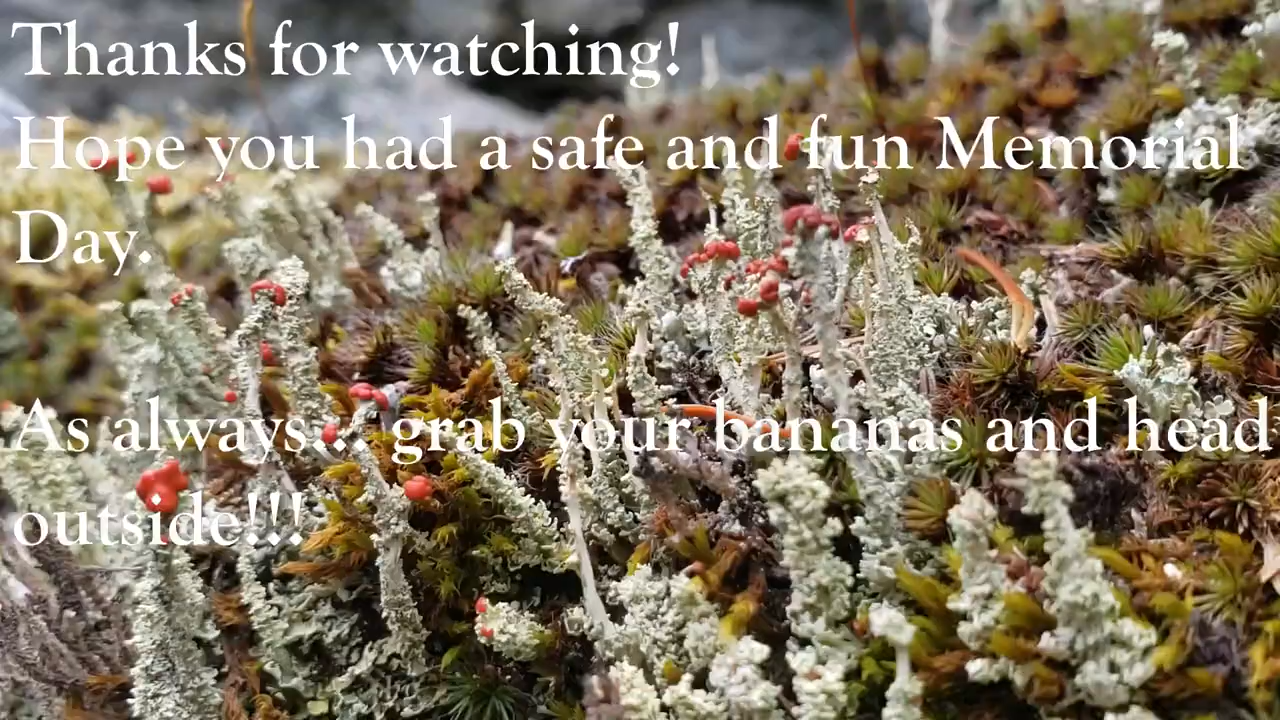 Thanks for watching!
Hope you had a safe and fun Memorial
Day.
As always... grab your bananas and head
outside!!!